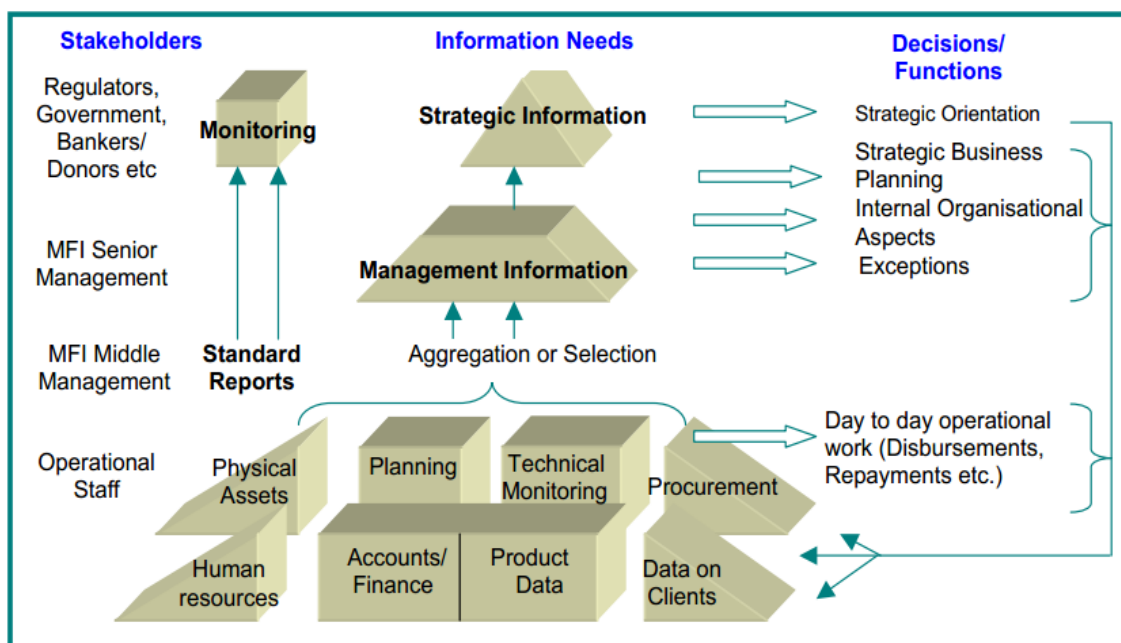 Stakeholders
Information Needs
Decisions/
Functions
Regulators,
Government,
Bankers/
Donors etc
Monitoring
Strategic Information
Strategic Orientation
Strategic Business
Planning
Internal Organisational
Aspects
Exceptions
MFI Senior
Management
Management Information
MFI Middle
Management
Standard
Reports
Aggregation or Selection
Operational
Staff
Physical
Assets
Planning
Technical
Monitoring
Procurement
Day to day operational
work (Disbursements,
Repayments etc.)
Human
resources
Accounts/
Finance
Product
Data
Data on
Clients